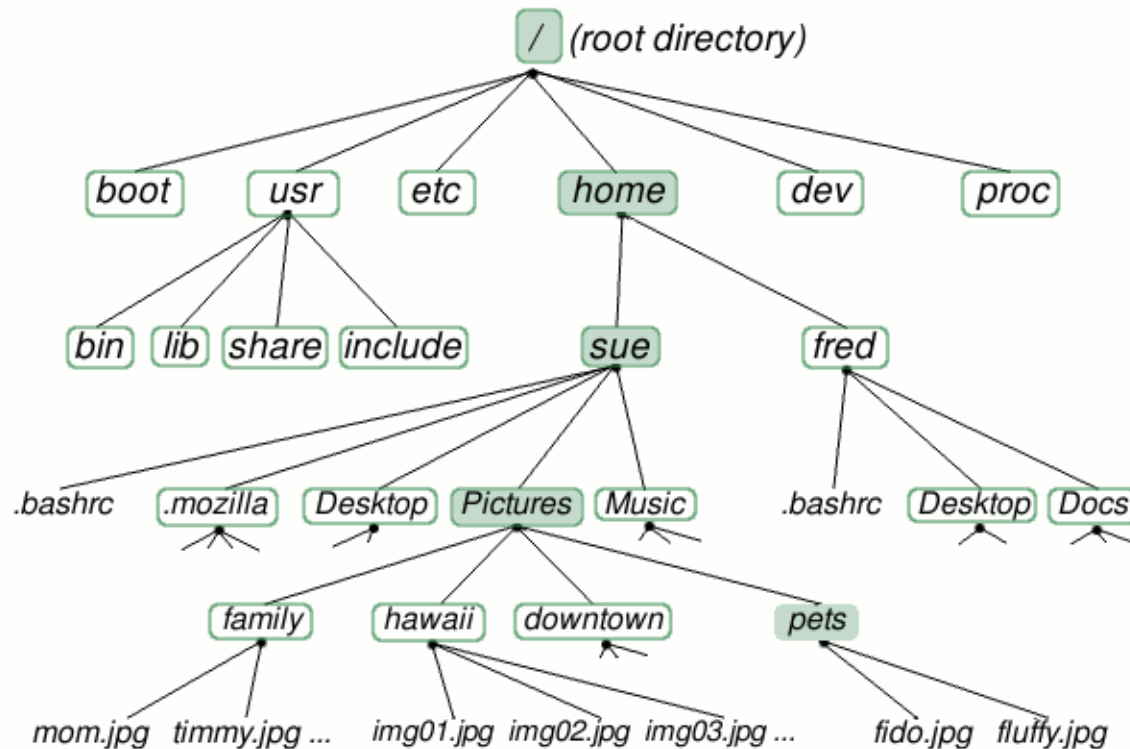 / (root directory)
boot usr etc home dev proc
bin lib share include sue fred
.bashrc .mozilla Desktop Pictures Music .bashrc Desktop Docs
family hawaii downtown pets
mom.jpg timmy.jpg ... img01.jpg img02.jpg img03.jpg ... fido.jpg fluffy.jpg